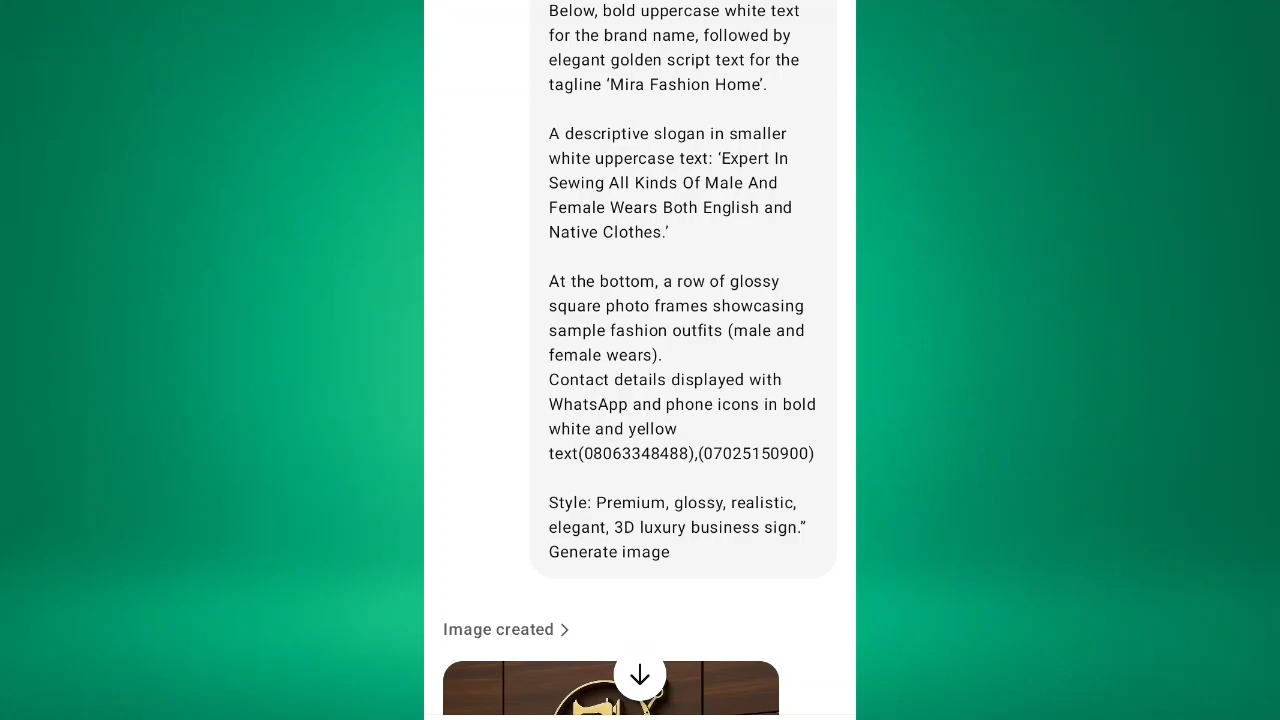 Below, bold uppercase white text
for the brand name, followed by
elegant golden script text for the
tagline ‘Mira Fashion Home’.
A descriptive slogan in smaller
white uppercase text: ‘Expert In
Sewing All Kinds Of Male And
Female Wears Both English and
Native Clothes.’
At the bottom, a row of glossy
square photo frames showcasing
sample fashion outfits (male and
female wears).
Contact details displayed with
WhatsApp and phone icons in bold
white and yellow
text(08063348488),(07025150900)
Style: Premium, glossy, realistic,
elegant, 3D luxury business sign.”
Generate image
Image created